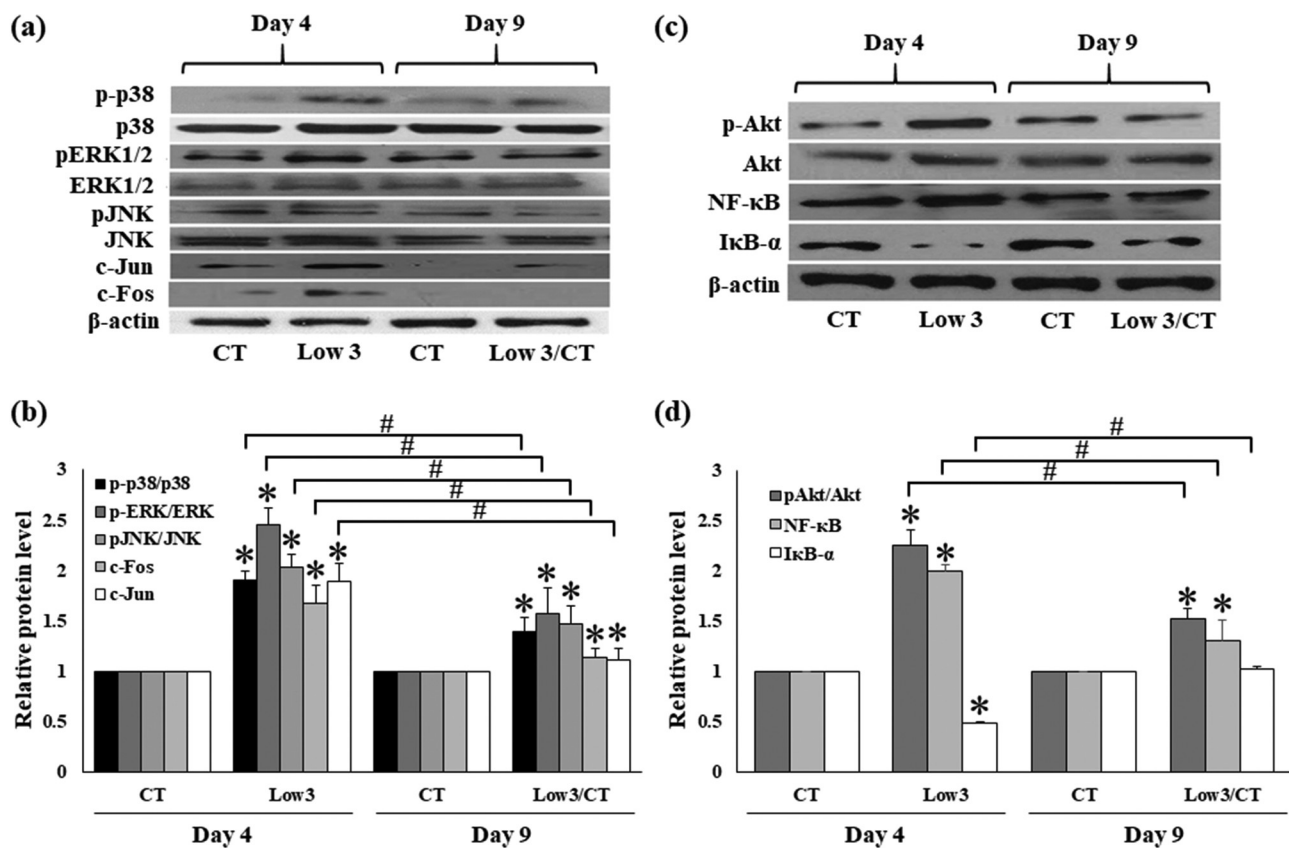 (a)
Day 4 Day 9
p-p38
p38
pERK1/2
ERK1/2
pJNK
JNK
c-Jun
c-Fos
β-actin
CT Low 3 CT Low 3/CT
(c)
Day 4 Day 9
p-Akt
Akt
NF-κB
IκB-α
β-actin
CT Low 3 CT Low 3/CT
(b)
#
#
#
#
#
Relative protein level
3
2.5
2
1.5
1
0.5
0
p-p38/p38
p-ERK/ERK
pJNK/JNK
c-Fos
c-Jun
* * * * *
* * * * *
CT Low3 CT Low3/CT
Day 4 Day 9
(d)
#
#
#
Relative protein level
3
2.5
2
1.5
1
0.5
0
pAkt/Akt
NF-κB
IκB-α
* * *
* *
CT Low3 CT Low3/CT
Day 4 Day 9